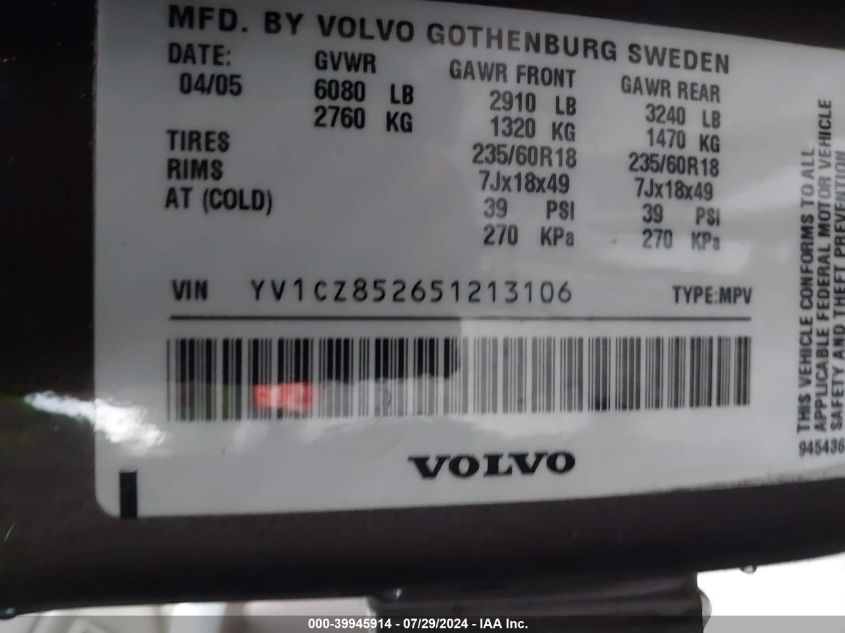 MFD. BY VOLVO GOTHENBURG SWEDEN
DATE: GVWR GAWR FRONT GAWR REAR
04/05 6080 LB 2910 LB 3240 LB
2760 KG 1320 KG 1470 KG
TIRES 235/60R18 235/60R18
RIMS 7Jx18x49 7Jx18x49
AT (COLD) 39 PSI 39 PSI
270 KPa 270 KPa
VIN YV1CZ852651213106 TYPE:MPV
VOLVO
THIS VEHICLE CONFORMS TO ALL
APPLICABLE FEDERAL MOTOR VEHICLE
SAFETY AND THEFT PREVENTION
945436
000-39945914 - 07/29/2024 - IAA Inc.